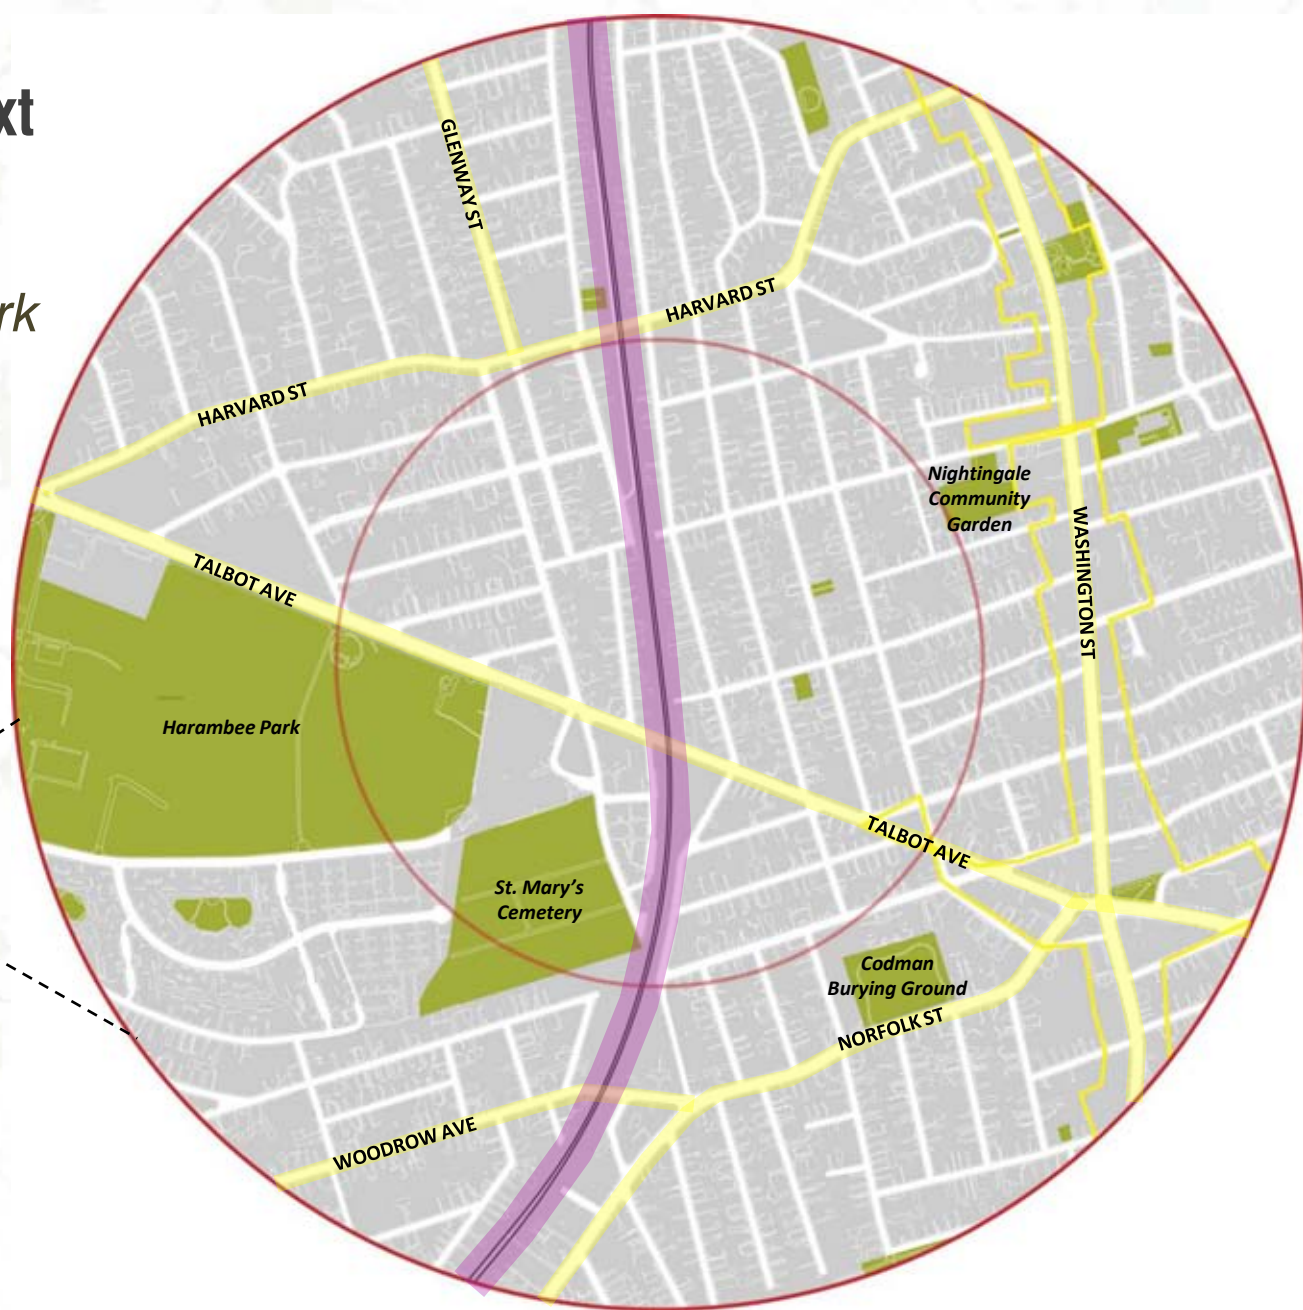 xt
rk
GLENWAY ST
HARVARD ST
HARVARD ST
Nightingale
Community
Garden
WASHINGTON ST
TALBOT AVE
Harambee Park
TALBOT AVE
St. Mary's
Cemetery
Codman
Burying Ground
NORFOLK ST
WOODROW AVE